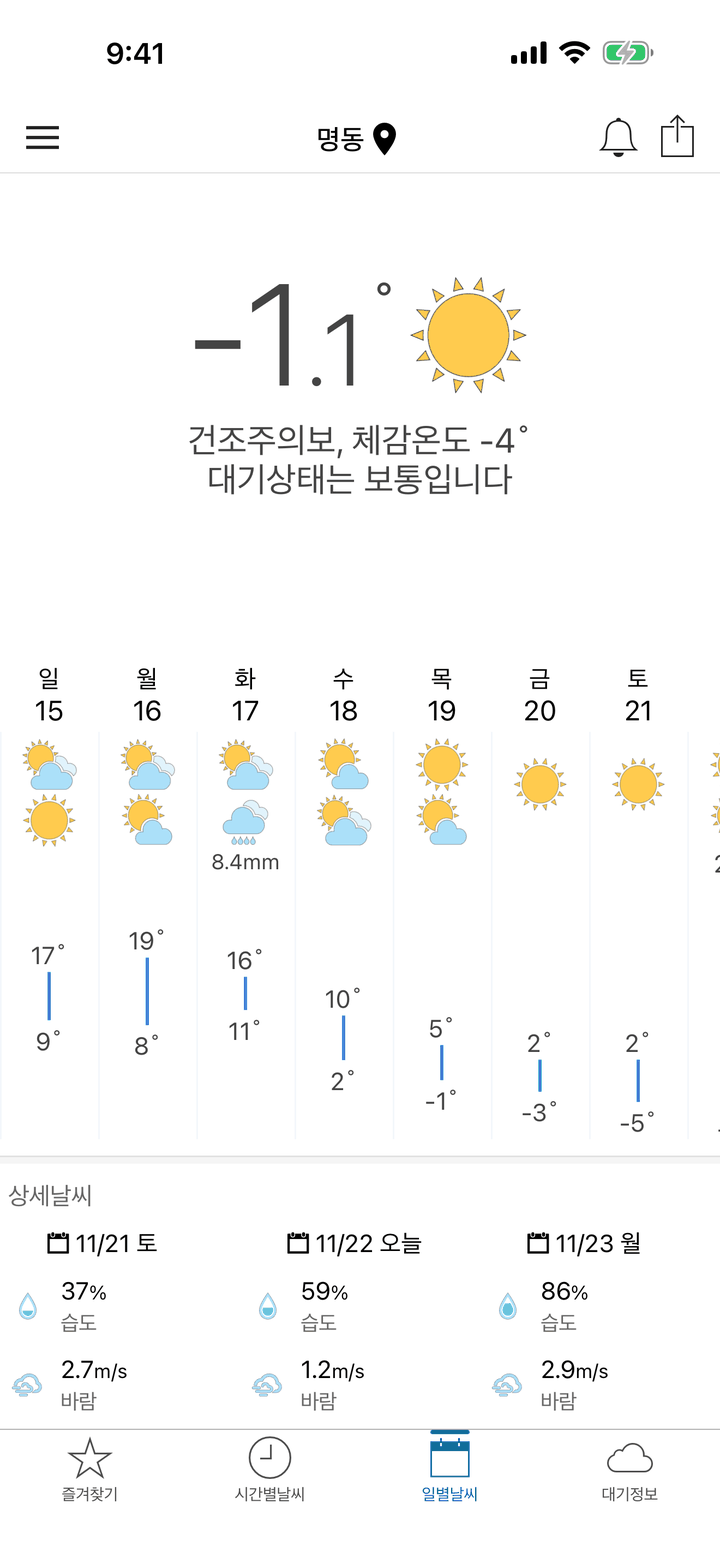 9:41
명동
-1.1°
건조주의보, 체감온도 -4°
대기상태는 보통입니다
일 월 화 수 목 금 토
15 16 17 18 19 20 21
8.4mm
17° 19° 16° 10° 5° 2° 2°
9° 8° 11° 2° -1° -3° -5°
상세날씨
11/21 토 11/22 오늘 11/23 월
37% 59% 86%
습도 습도 습도
2.7m/s 1.2m/s 2.9m/s
바람 바람 바람
즐겨찾기 시간별날씨 일별날씨 대기정보